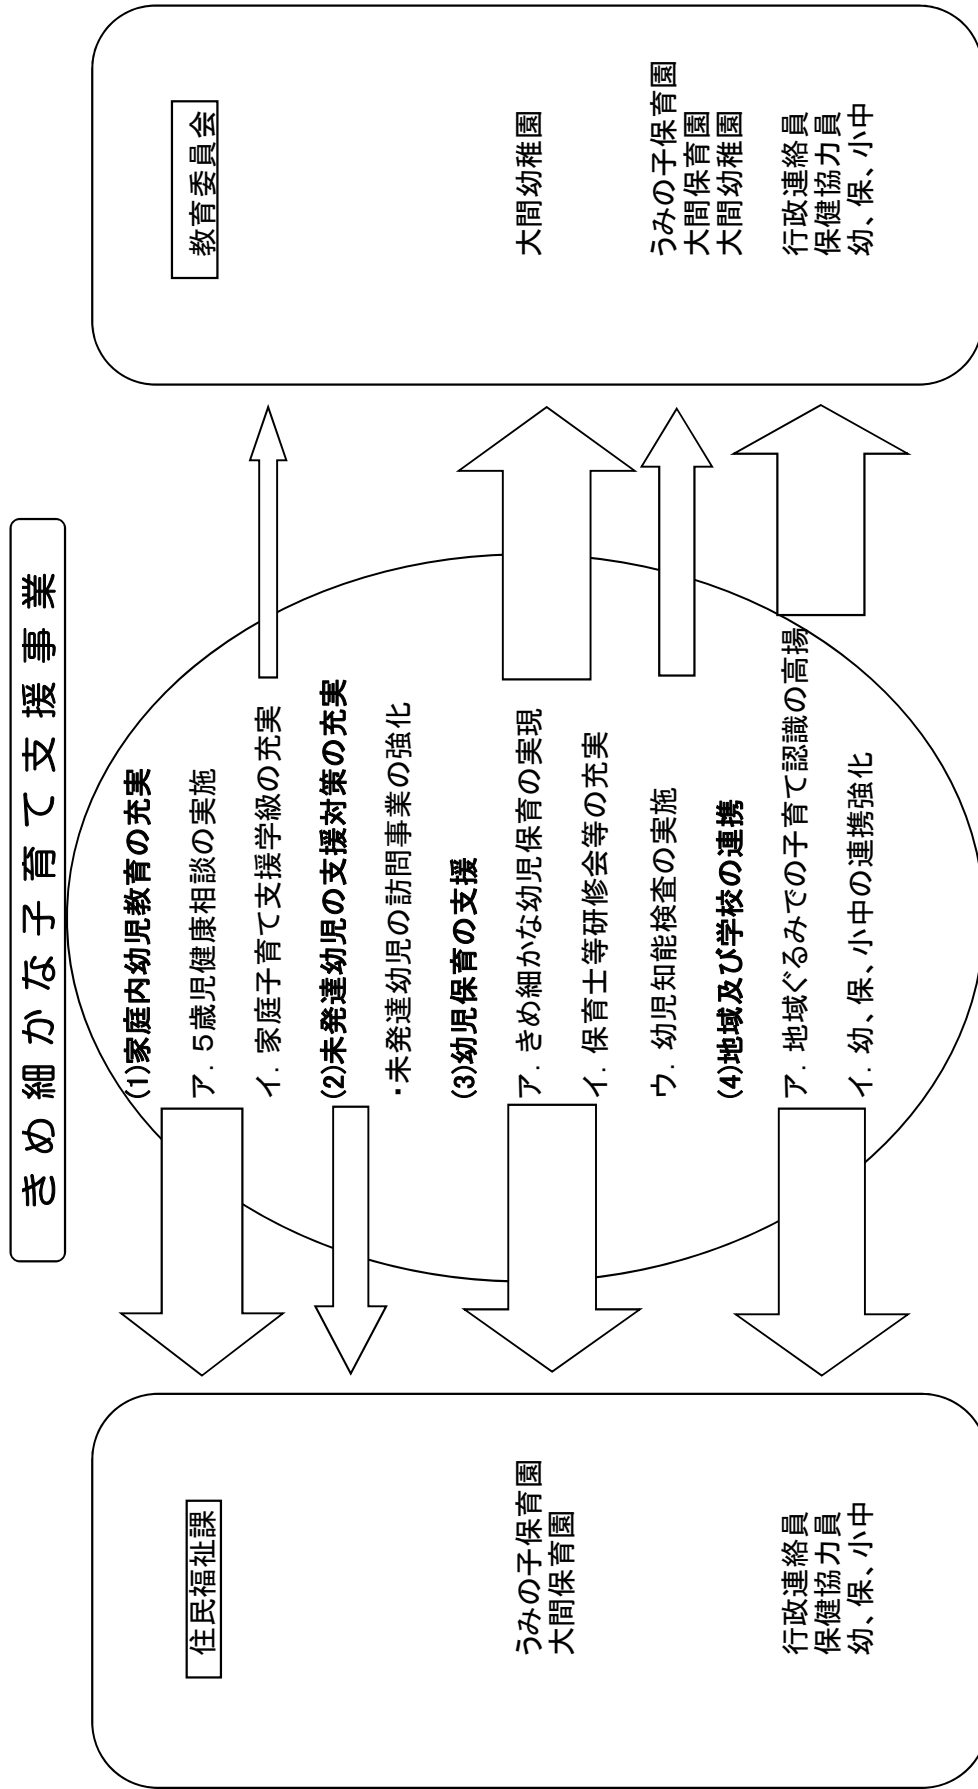 きめ細かな子育て支援事業
住民福祉課
うみの子保育園
大間保育園
行政連絡員
保健協力員
幼、保、小中
(1)家庭内幼児教育の充実
ア．５歳児健康相談の実施
イ．家庭子育て支援学級の充実
(2)未発達幼児の支援対策の充実
・未発達幼児の訪問事業の強化
(3)幼児保育の支援
ア．きめ細かな幼児保育の実現
イ．保育士等研修会等の充実
ウ．幼児知能検査の実施
(4)地域及び学校の連携
ア．地域ぐるみでの子育て認識の高揚
イ．幼、保、小中の連携強化
教育委員会
大間幼稚園
うみの子保育園
大間保育園
大間幼稚園
行政連絡員
保健協力員
幼、保、小中